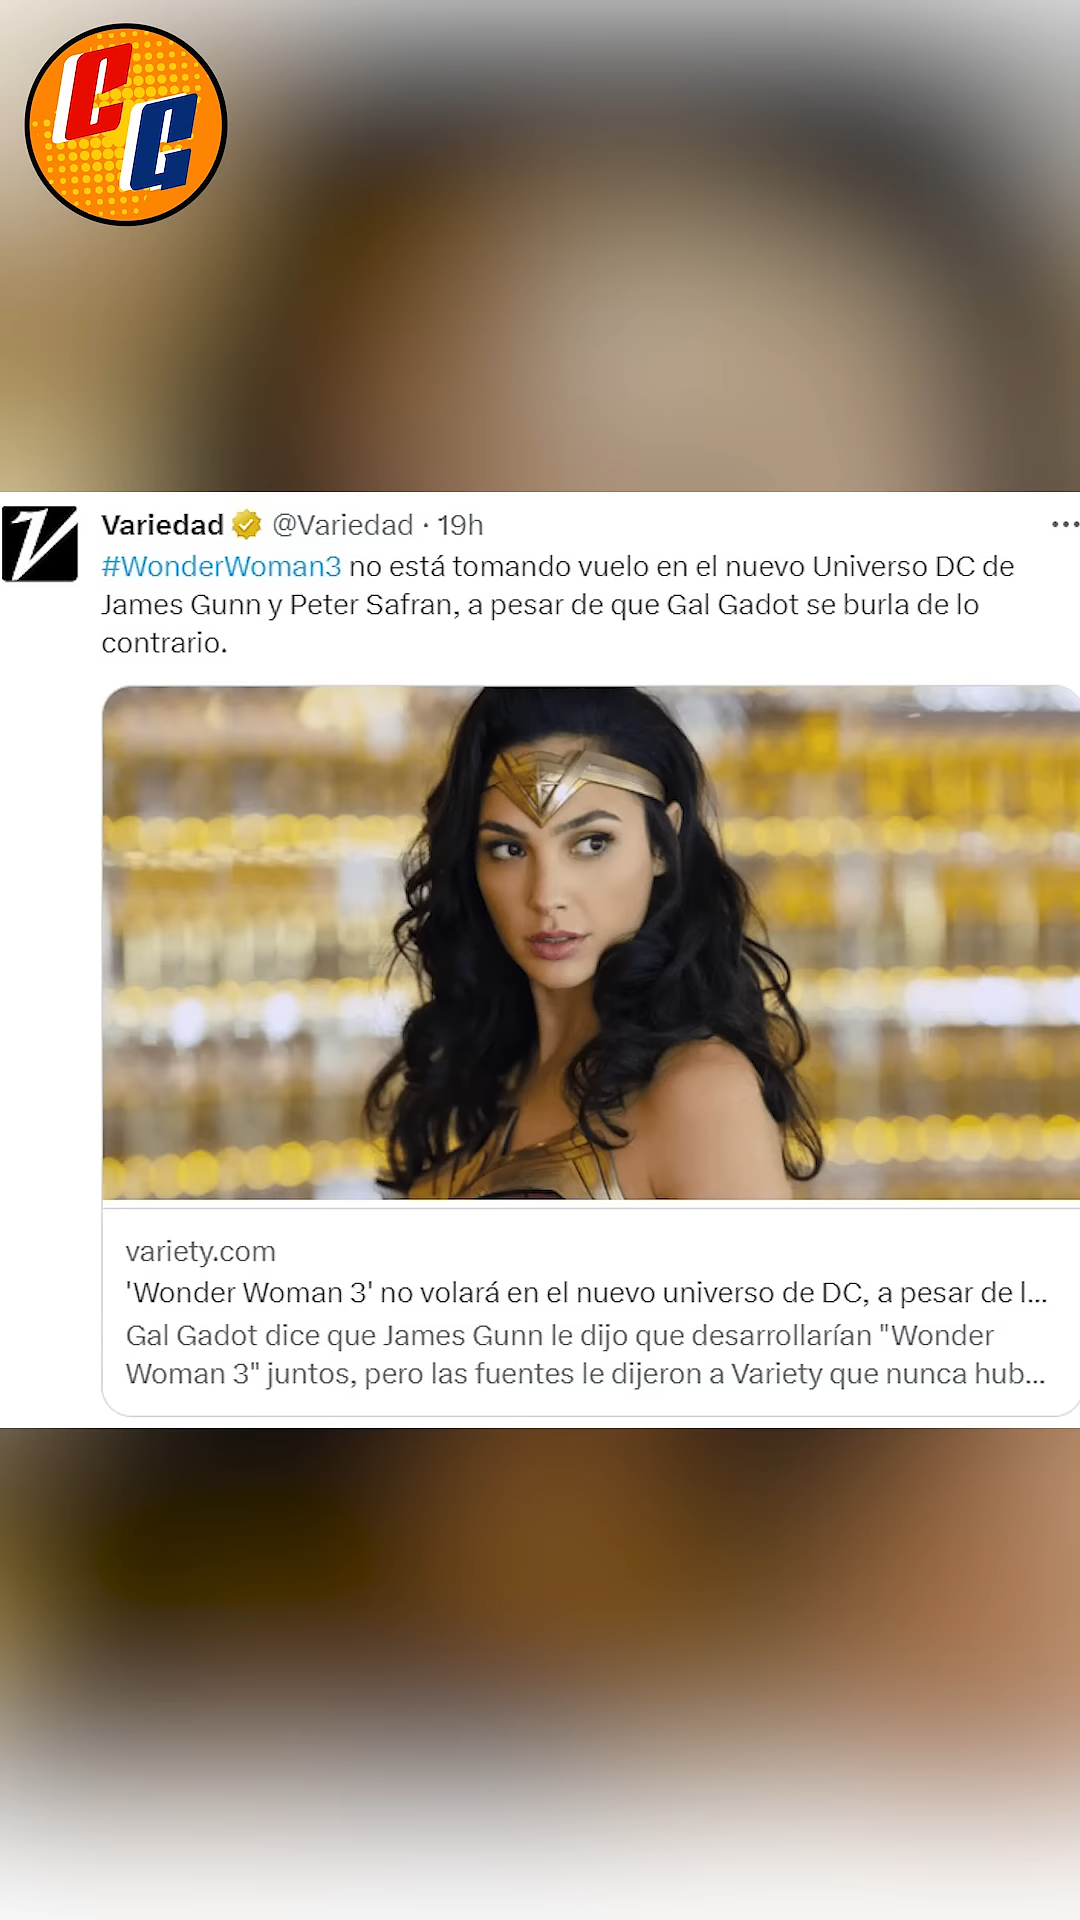 CG
Variedad @Variedad · 19h
#WonderWoman3 no está tomando vuelo en el nuevo Universo DC de
James Gunn y Peter Safran, a pesar de que Gal Gadot se burla de lo
contrario.
variety.com
'Wonder Woman 3' no volará en el nuevo universo de DC, a pesar de l...
Gal Gadot dice que James Gunn le dijo que desarrollarían "Wonder
Woman 3" juntos, pero las fuentes le dijeron a Variety que nunca hub...